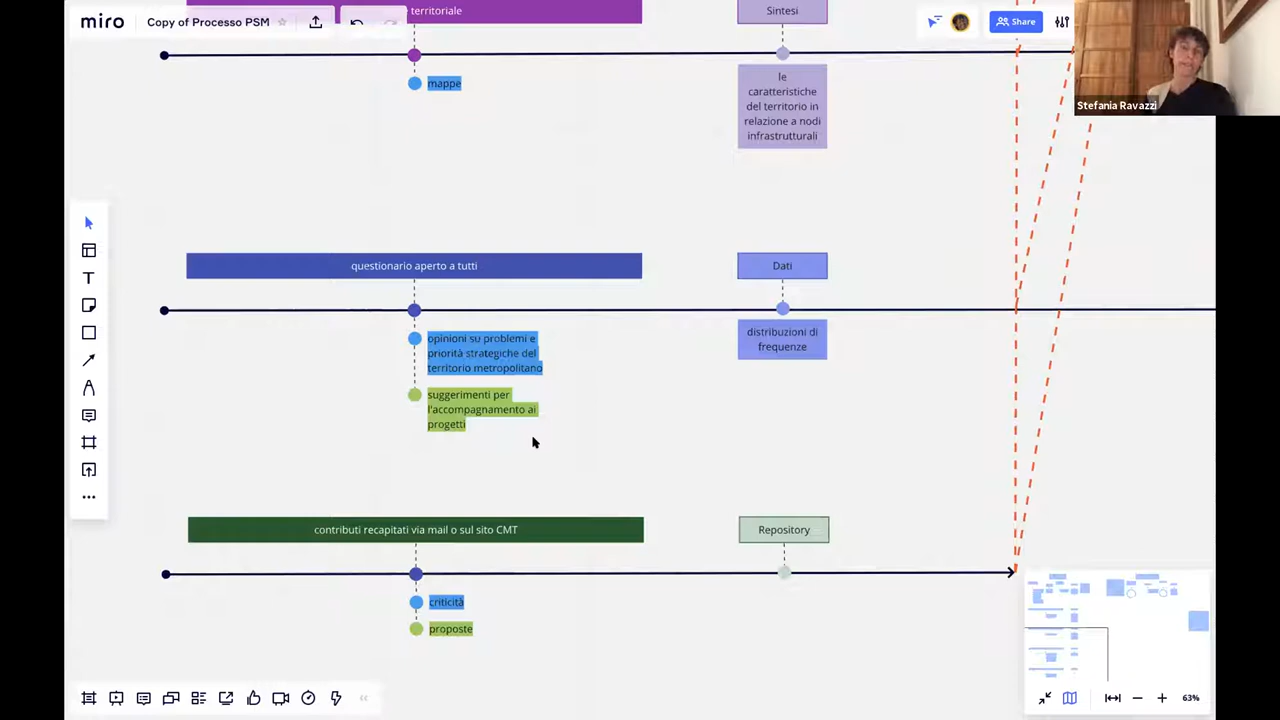 miro
Copy of Processo PSM
territoriale
Sintesi
Share
Stefania Ravazzi
mappe
le
caratteristiche
del territorio in
relazione a nodi
infrastrutturali
questionario aperto a tutti
Dati
opinioni su problemi e
priorità strategiche del
territorio metropolitano
suggerimenti per
l'accompagnamento ai
progetti
distribuzioni di
frequenze
contributi recapitati via mail o sul sito CMT
Repository
criticità
proposte
63%